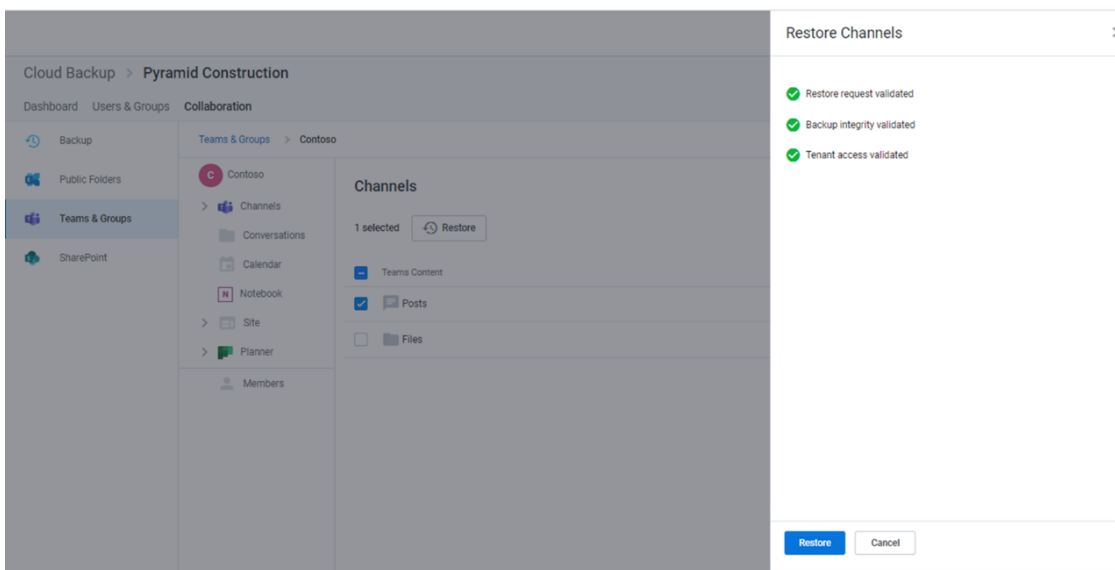 Restore Channels
Cloud Backup > Pyramid Construction
Dashboard Users & Groups Collaboration
Backup
Public Folders
Teams & Groups
SharePoint
Teams & Groups > Contoso
C Contoso
Channels
Conversations
Calendar
N Notebook
Site
Planner
Members
Channels
1 selected Restore
Teams Content
Posts
Files
Restore request validated
Backup integrity validated
Tenant access validated
Restore Cancel